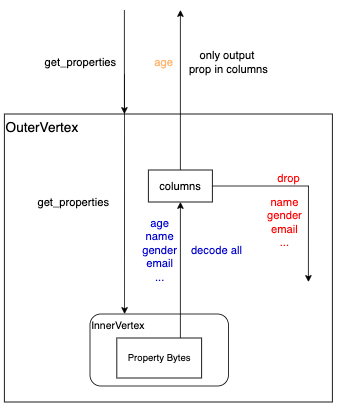 get_properties
age
only output
prop in columns
OuterVertex
get_properties
columns
drop
name
gender
email
...
age
name
gender
email
...
decode all
InnerVertex
Property Bytes